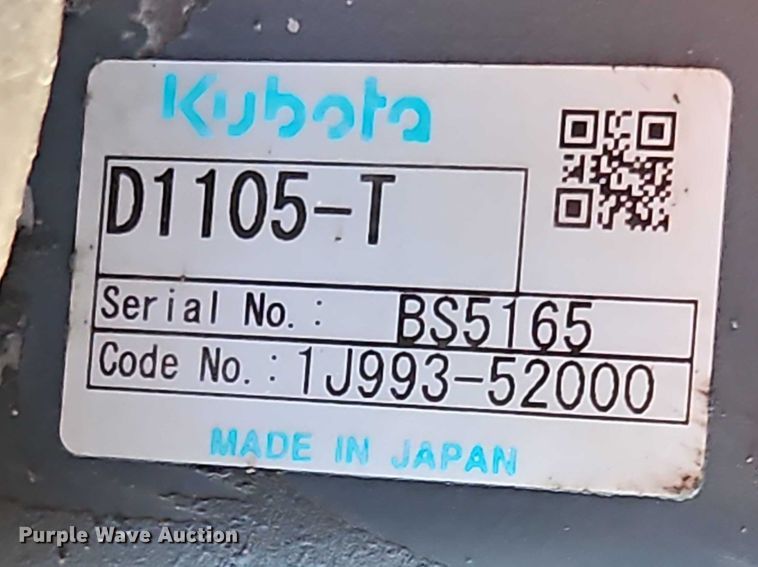 Kubota
D1105-T
Serial No.: BS5165
Code No.: 1J993-52000
MADE IN JAPAN
Purple Wave Auction